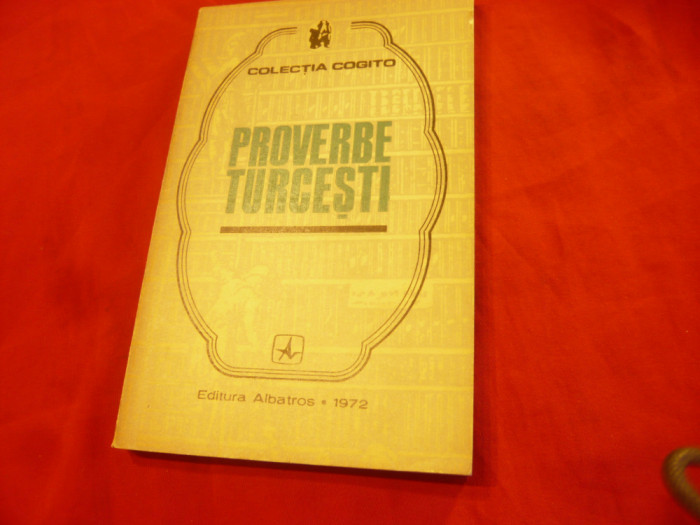 COLECȚIA COGITO
PROVERBE
TURCEȘTI
Editura Albatros • 1972